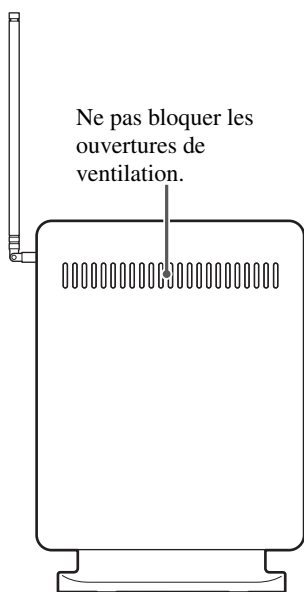 Ne pas bloquer les
ouvertures de
ventilation.